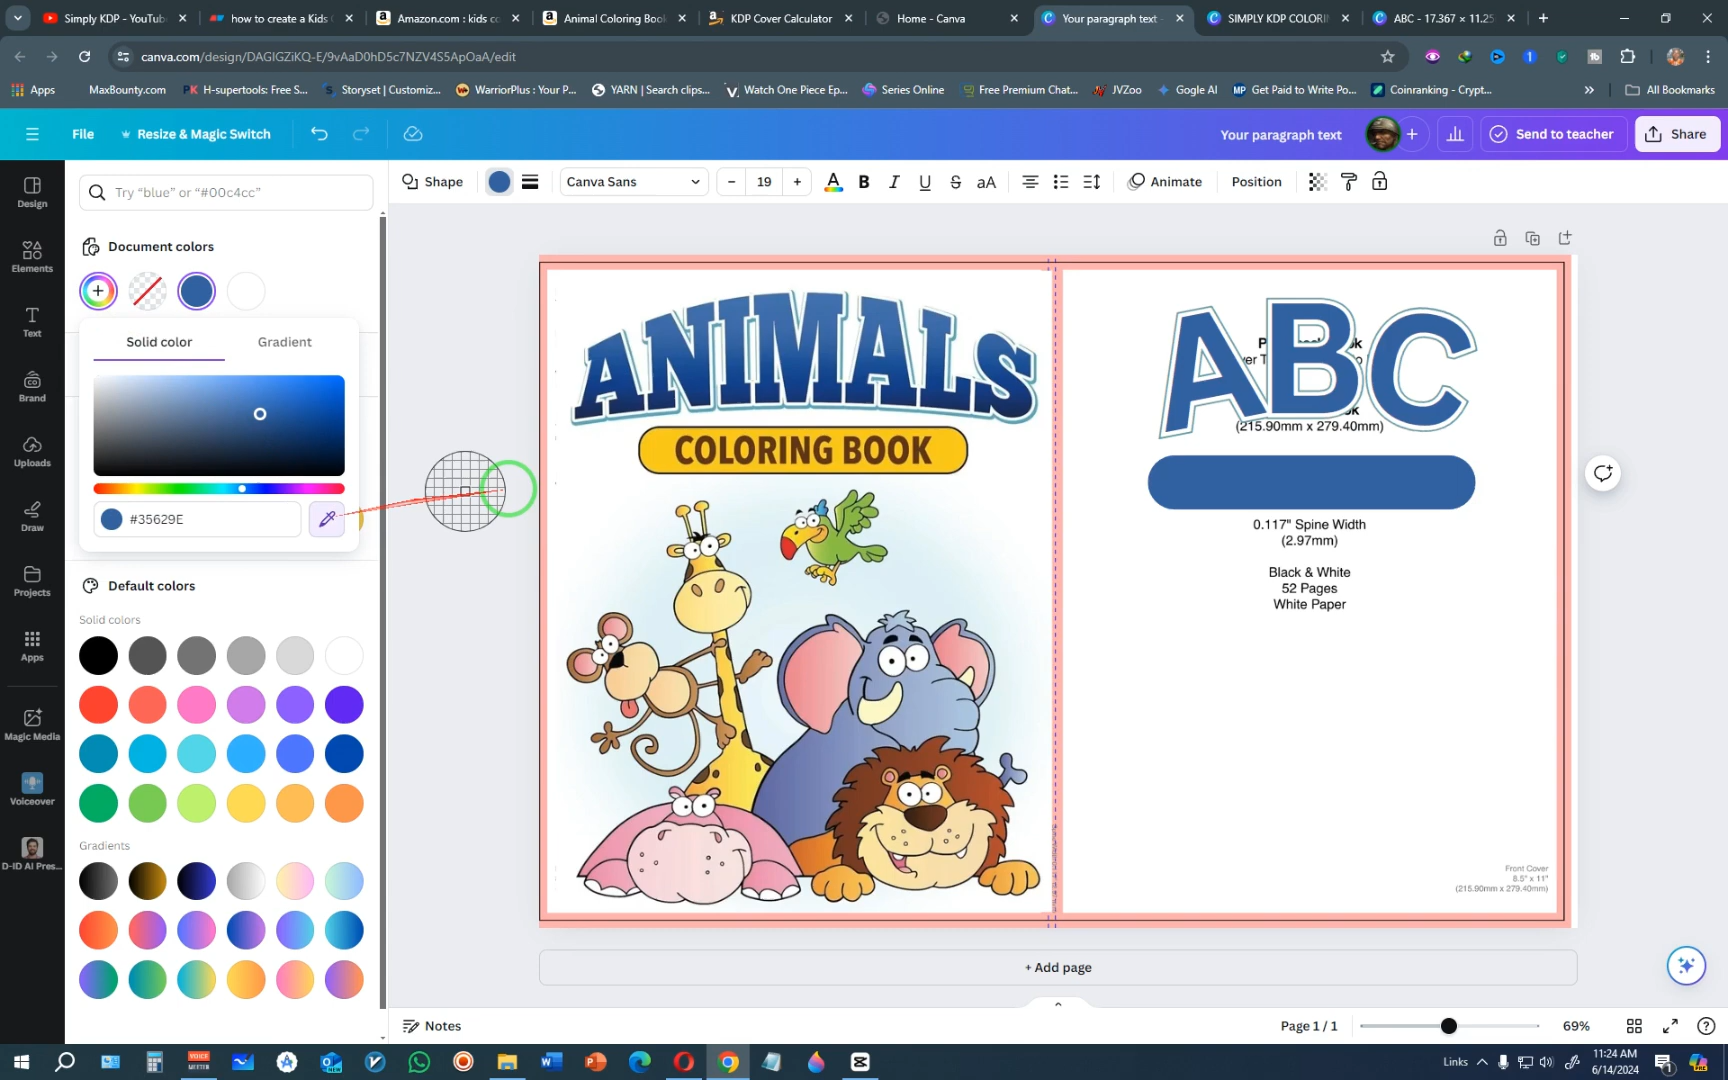 Simply KDP - YouTub
how to create a Kids
Amazon.com : kids co
Animal Coloring Boo
KDP Cover Calculator
Home - Canva
Your paragraph text -
SIMPLY KDP COLORIN
ABC - 17.367 × 11.25
canva.com/design/DAGIGZiKQ-E/9vAaD0hD5c7NZV4S5ApOaA/edit
Apps
MaxBounty.com
H-supertools: Free S...
Storyset | Customiz...
WarriorPlus : Your P...
YARN | Search clips...
Watch One Piece Ep...
Series Online
Free Premium Chat...
JVZoo
Gogle AI
Get Paid to Write Po...
Coinranking - Crypt...
All Bookmarks
File
Resize & Magic Switch
Your paragraph text
Send to teacher
Share
Try “blue” or “#00c4cc”
Shape
Canva Sans
19
A
B
I
U
S
aA
Animate
Position
Design
Elements
Text
Brand
Uploads
Draw
Projects
Apps
Magic Media
Voiceover
D-ID AI Pres...
Document colors
Solid color
Gradient
#35629E
Default colors
Solid colors
Gradients
ANIMALS
COLORING BOOK
ABC
(215.90mm x 279.40mm)
0.117" Spine Width
(2.97mm)
Black & White
52 Pages
White Paper
Front Cover
8.5" x 11"
(215.90mm x 279.40mm)
+ Add page
Notes
Page 1 / 1
69%
Links
11:24 AM
6/14/2024